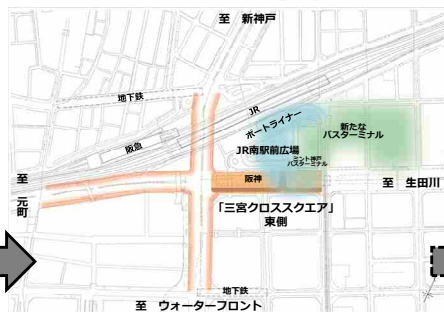 至 新神戸
地下鉄
JR
ポートライナー
阪急
JR南駅前広場
新たな
バスターミナル
ミント神戸
バスターミナル
至
元町
阪神
至 生田川
「三宮クロススクエア」
東側
地下鉄
至 ウォーターフロント